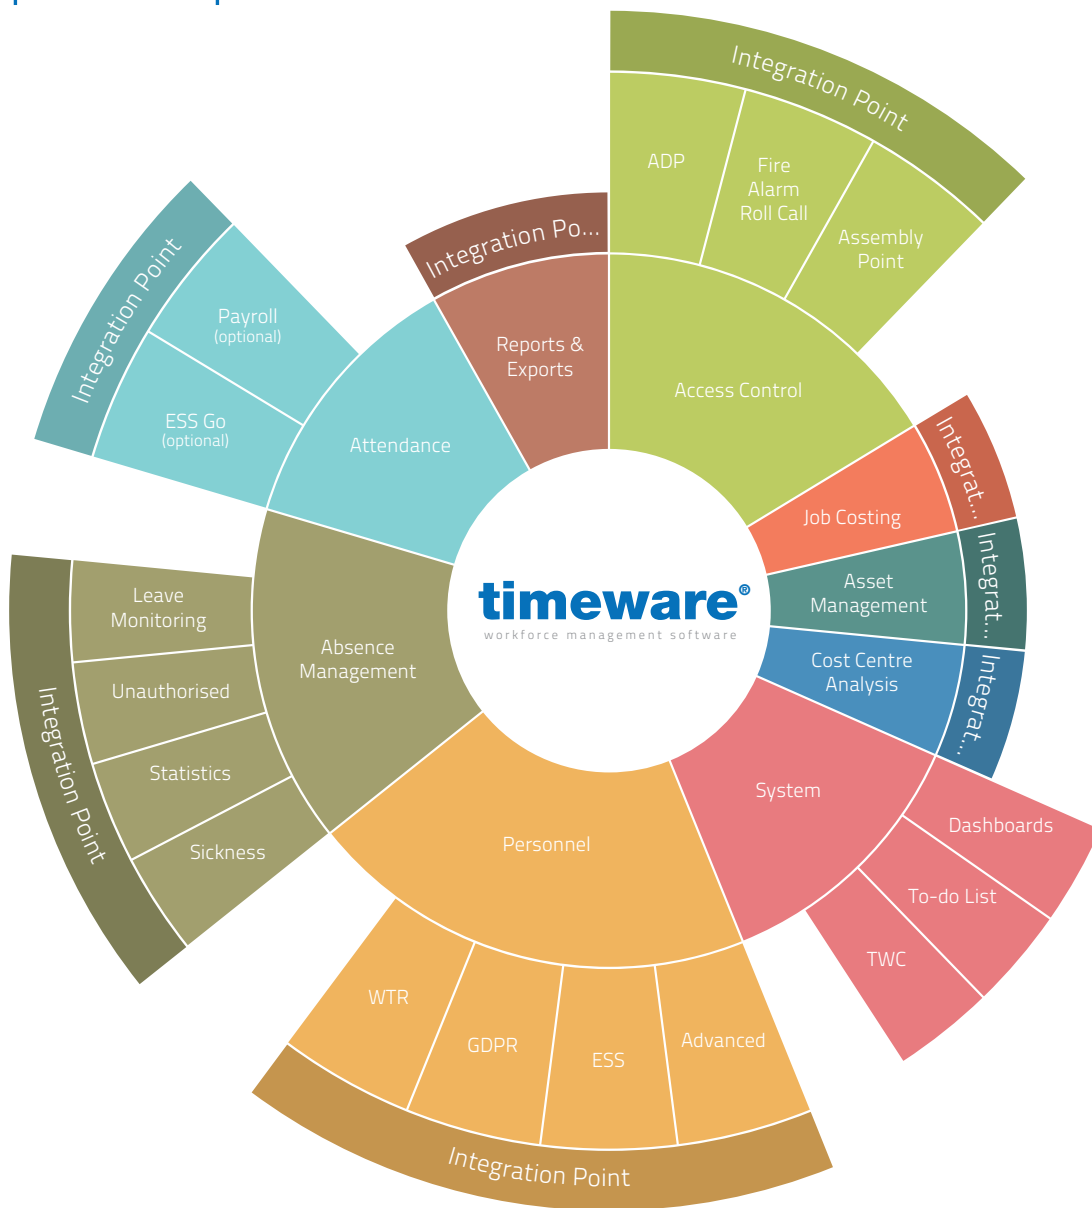 Integration Point
ADP
Fire
Alarm
Roll Call
Assembly
Point
Access Control
Integration Po...
Reports &
Exports
Integration Point
Payroll
(optional)
ESS Go
(optional)
Attendance
Integrat...
Job Costing
Integrat...
Asset
Management
Integrat...
Cost Centre
Analysis
timeware®
workforce management software
Absence
Management
Leave
Monitoring
Unauthorised
Statistics
Sickness
Integration Point
System
Dashboards
To-do List
TWC
Personnel
WTR
GDPR
ESS
Advanced
Integration Point